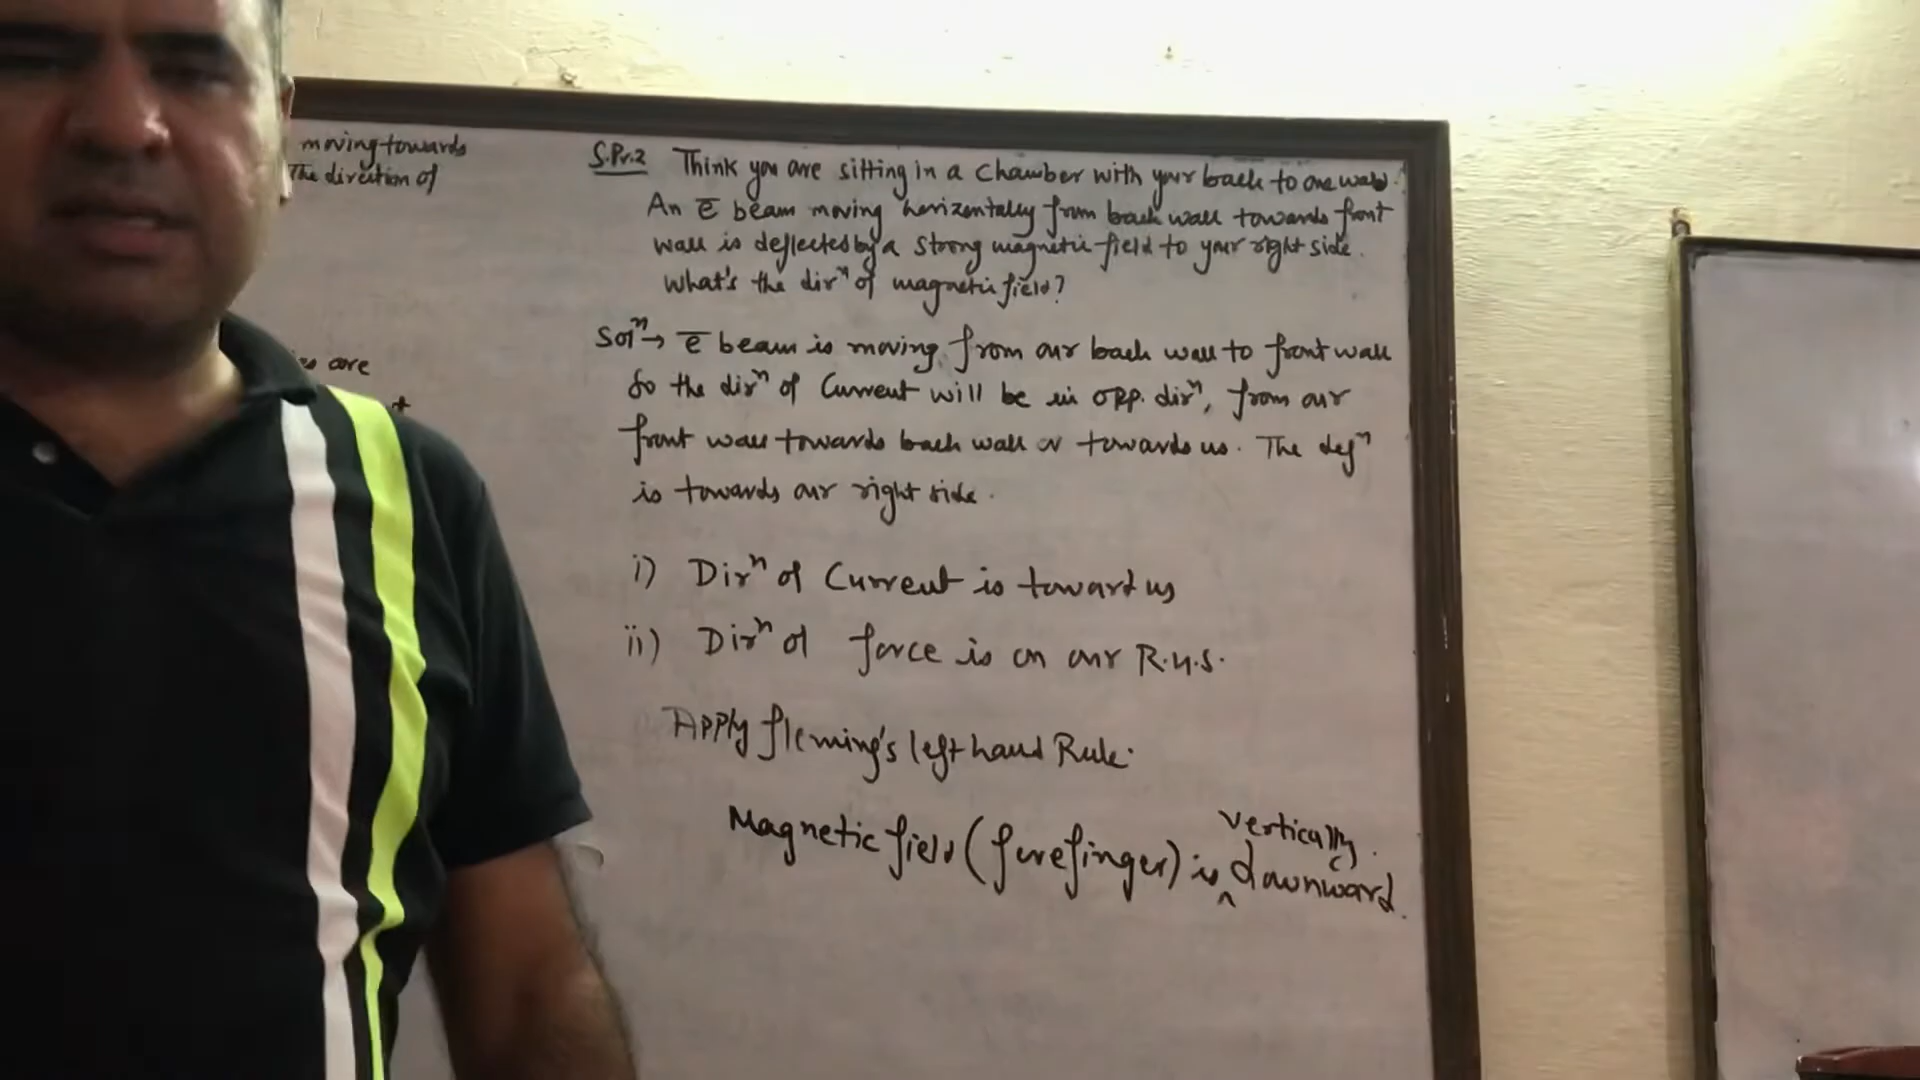 moving towards
The direction of
are
S.Pr.2 Think you are sitting in a chamber with your back to one wall.
An e̅ beam moving horizentally from back wall towards front
wall is deflected by a strong magnetic field to your right side.
What's the dirⁿ of magnetic field?
Solⁿ→ e̅ beam is moving from our back wall to front wall
So the dirⁿ of Current will be in opp. dirⁿ, from our
front wall towards back wall or towards us. The defⁿ
is towards our right side.
i) Dirⁿ of Current is toward us
ii) Dirⁿ of force is on our R.H.S.
Apply fleming's left hand Rule.
vertically
Magnetic field (forefinger) is ^ downward.